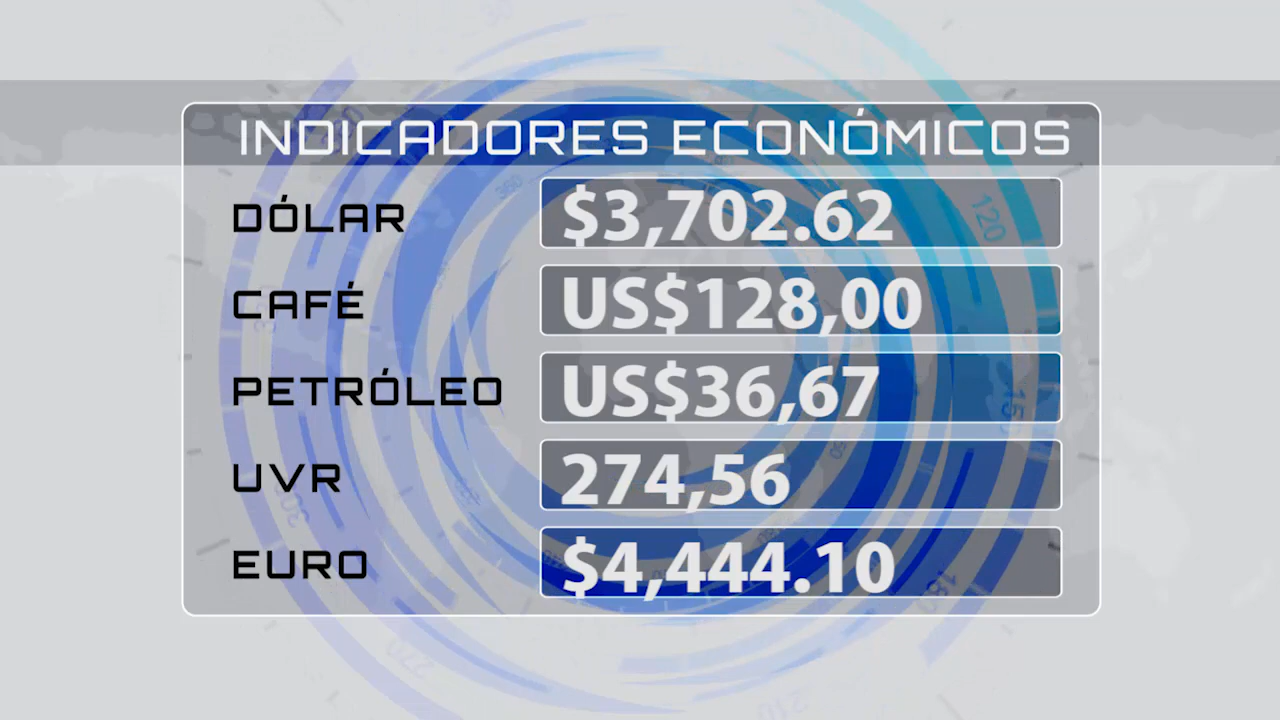 INDICADORES ECONÓMICOS
DÓLAR $3,702.62
CAFÉ US$128,00
PETRÓLEO US$36,67
UVR 274,56
EURO $4,444.10